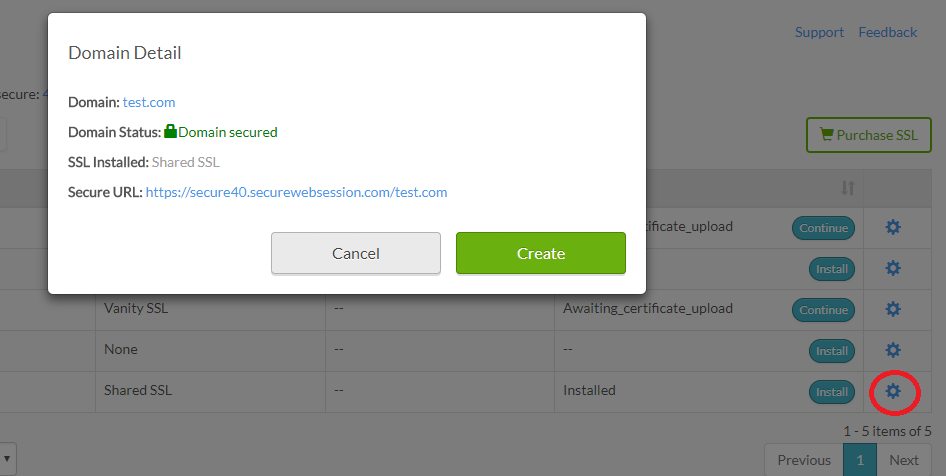 Support Feedback
Domain Detail
Domain: test.com
secure: 4
Domain Status: Domain secured
Purchase SSL
SSL Installed: Shared SSL
Secure URL: https://secure40.securewebsession.com/test.com
tificate_upload Continue
Cancel Create
Install
Vanity SSL -- Awaiting_certificate_upload Continue
None -- -- Install
Shared SSL -- Installed Install
1 - 5 items of 5
Previous 1 Next